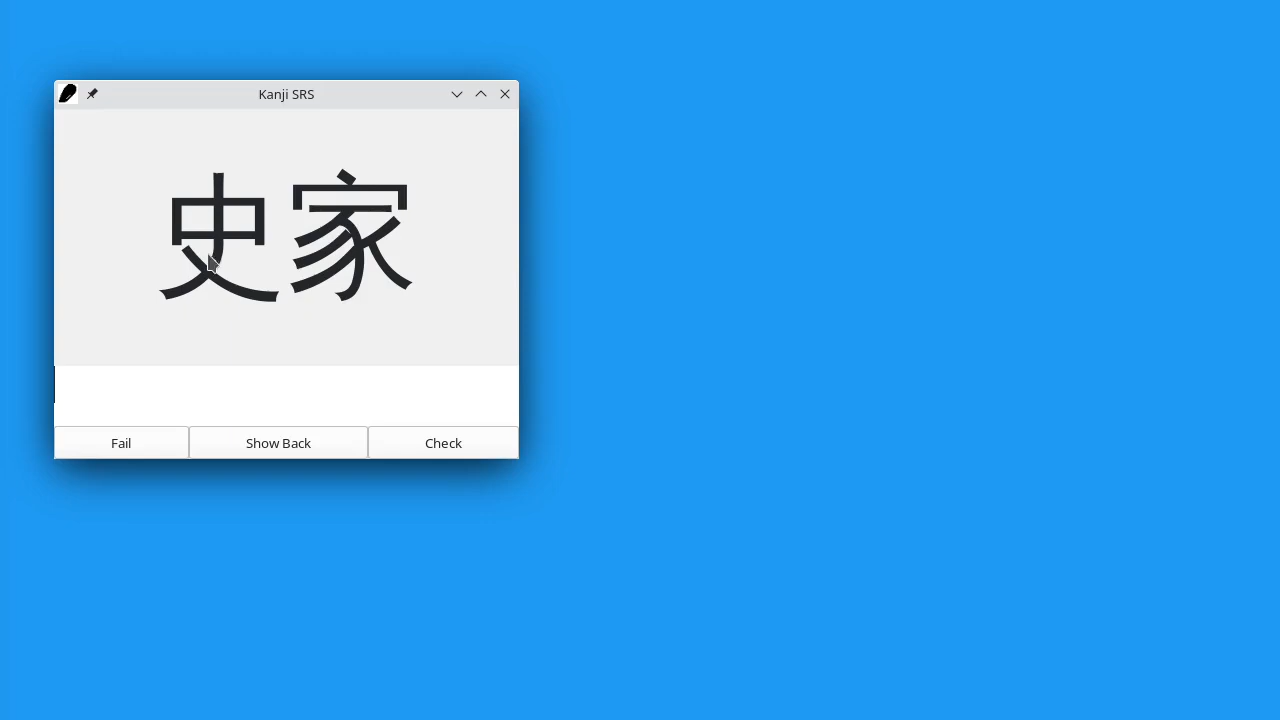 Kanji SRS
史家
Fail
Show Back
Check